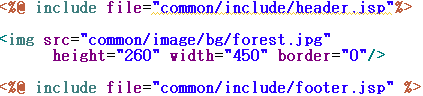 <%@ include file="common/include/header.jsp"%>
<img src="common/image/bg/forest.jpg"
height="260" width="450" border="0"/>
<%@ include file="common/include/footer.jsp" %>